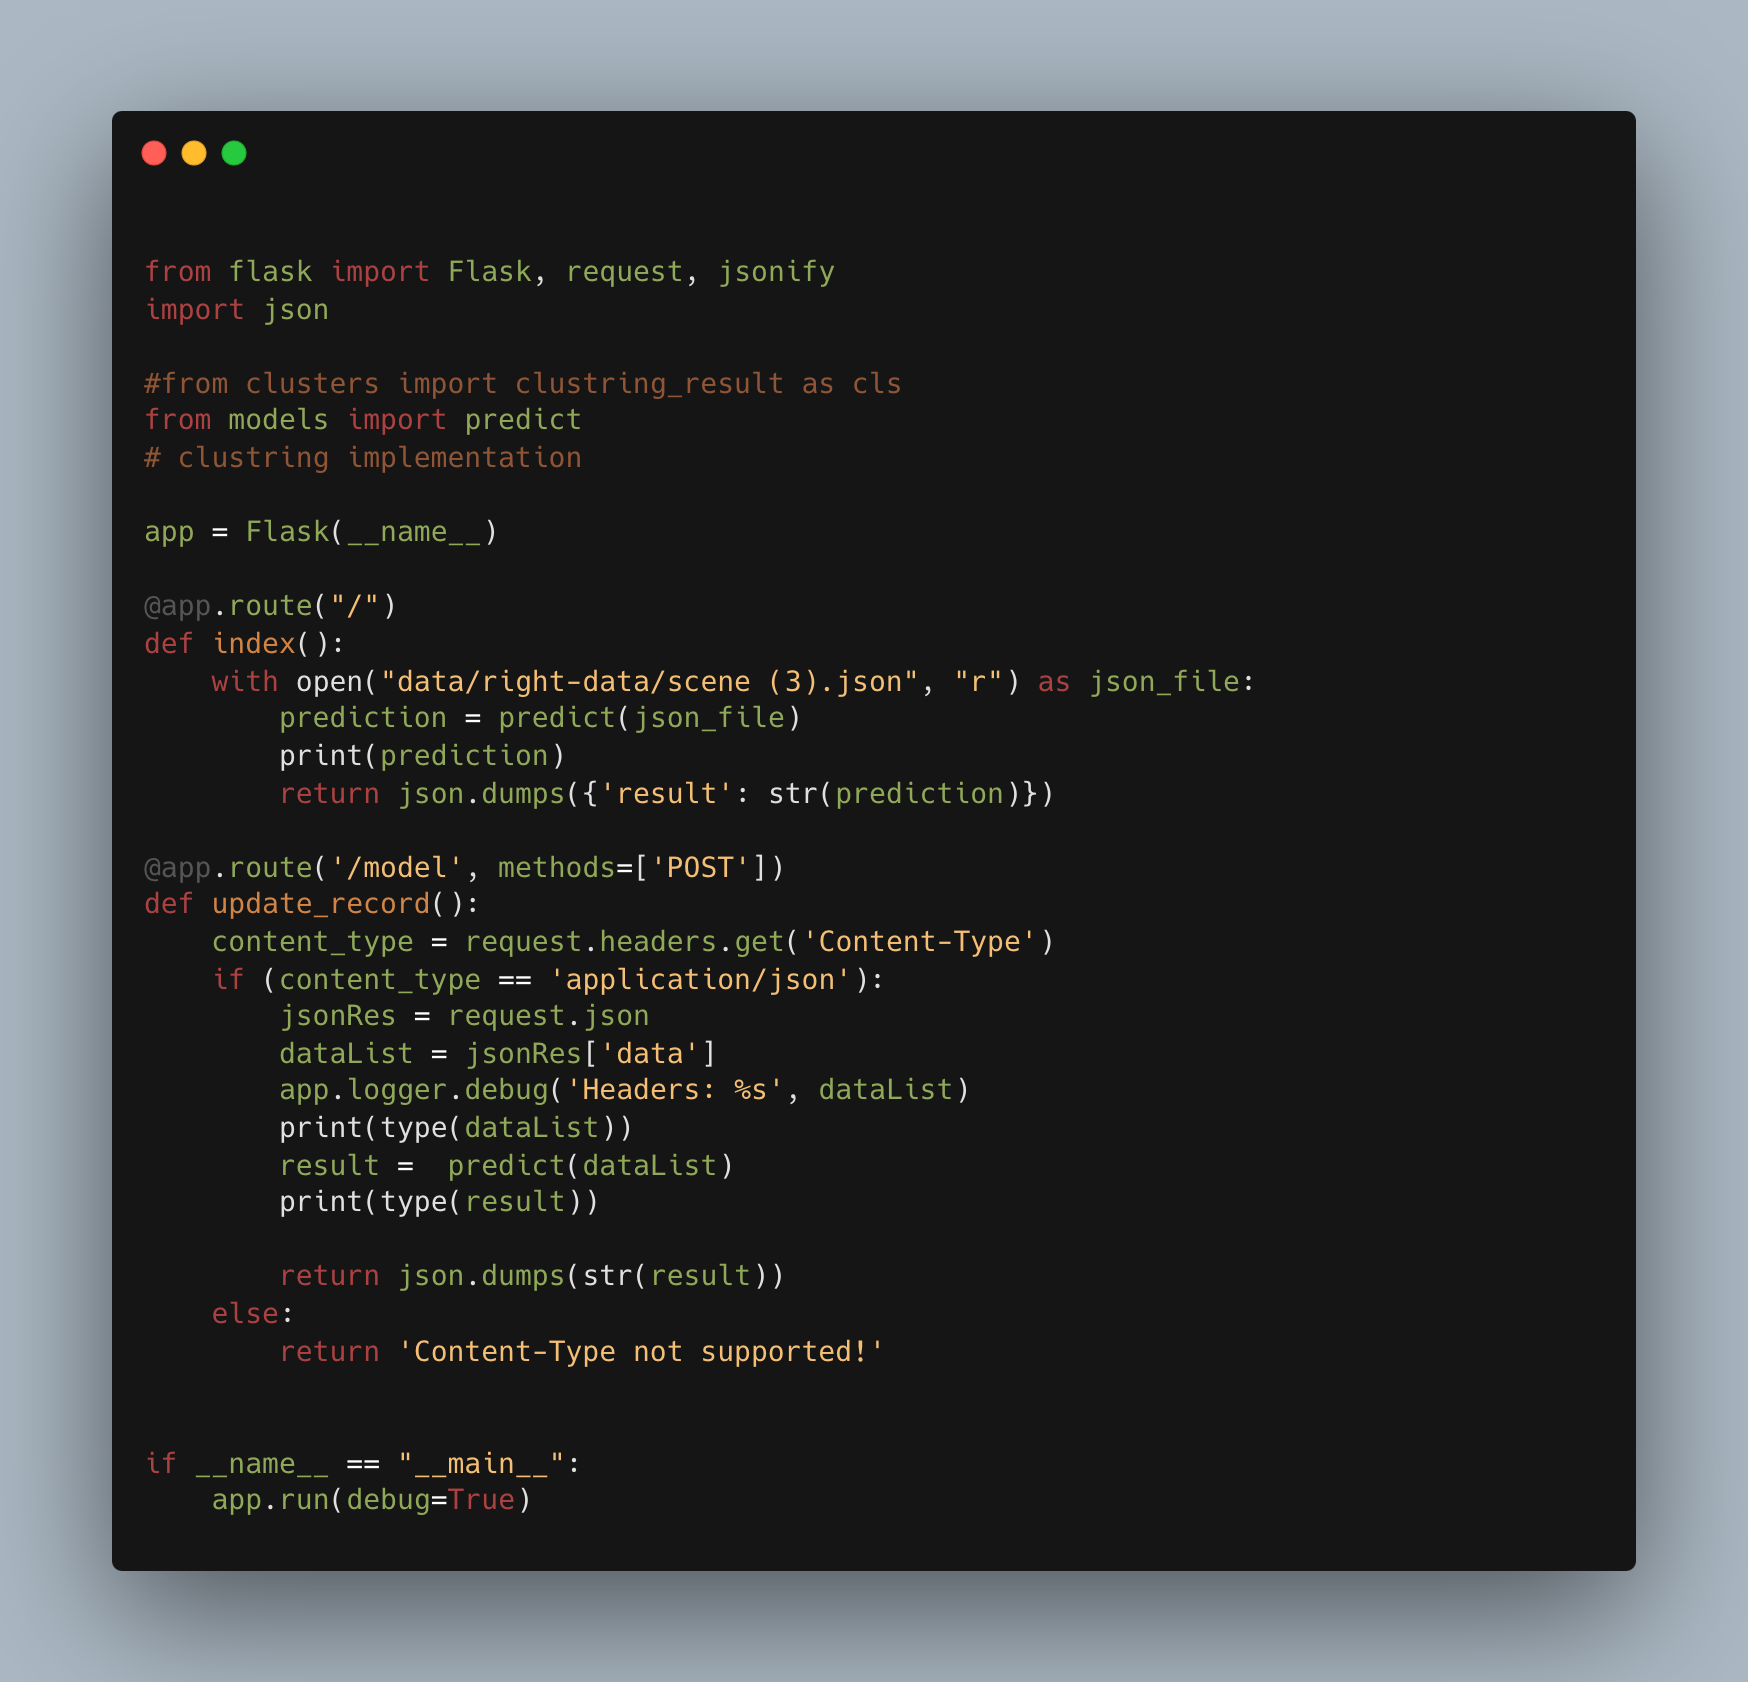 from flask import Flask, request, jsonify
import json

#from clusters import clustring_result as cls
from models import predict
# clustring implementation

app = Flask(__name__)

@app.route("/")
def index():
    with open("data/right-data/scene (3).json", "r") as json_file:
        prediction = predict(json_file)
        print(prediction)
        return json.dumps({'result': str(prediction)})

@app.route('/model', methods=['POST'])
def update_record():
    content_type = request.headers.get('Content-Type')
    if (content_type == 'application/json'):
        jsonRes = request.json
        dataList = jsonRes['data']
        app.logger.debug('Headers: %s', dataList)
        print(type(dataList))
        result =  predict(dataList)
        print(type(result))

        return json.dumps(str(result))
    else:
        return 'Content-Type not supported!'


if __name__ == "__main__":
    app.run(debug=True)